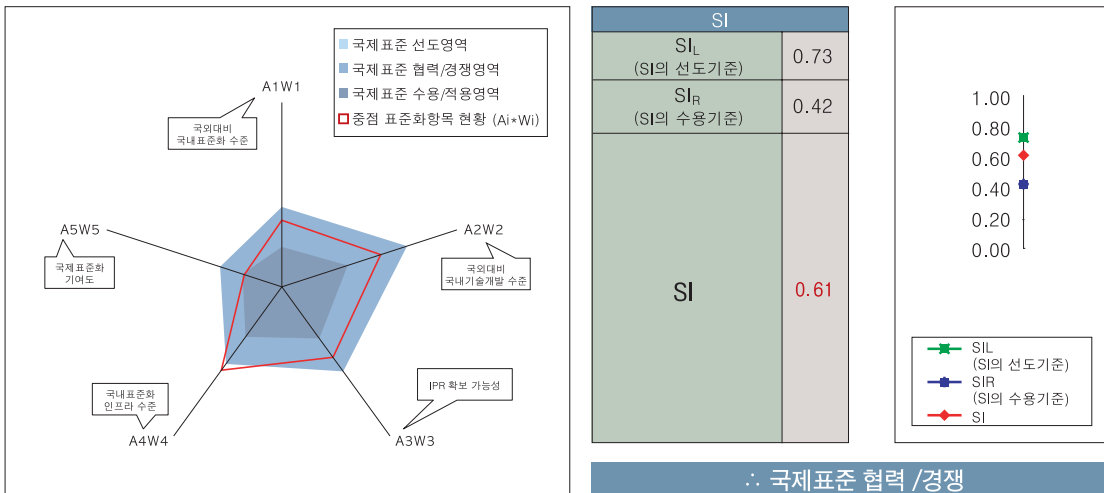 국제표준 선도영역
국제표준 협력/경쟁영역
국제표준 수용/적용영역
중점 표준화항목 현황 (Ai*Wi)
A1W1
국외대비
국내표준화 수준
A2W2
국외대비
국내기술개발 수준
A3W3
IPR 확보 가능성
A4W4
국내표준화
인프라 수준
A5W5
국제표준화
기여도
SI
SIL
(SI의 선도기준)
0.73
SIR
(SI의 수용기준)
0.42
SI
0.61
1.00
0.80
0.60
0.40
0.20
0.00
SIL
(SI의 선도기준)
SIR
(SI의 수용기준)
SI
∴ 국제표준 협력 /경쟁